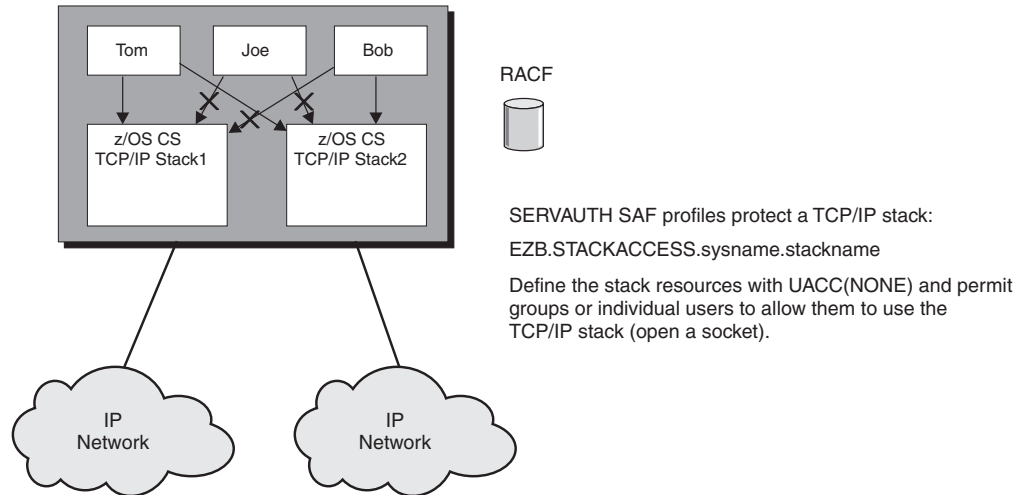 Tom
Joe
Bob
z/OS CS
TCP/IP Stack1
z/OS CS
TCP/IP Stack2
IP
Network
IP
Network
RACF
SERVAUTH SAF profiles protect a TCP/IP stack:
EZB.STACKACCESS.sysname.stackname
Define the stack resources with UACC(NONE) and permit
groups or individual users to allow them to use the
TCP/IP stack (open a socket).